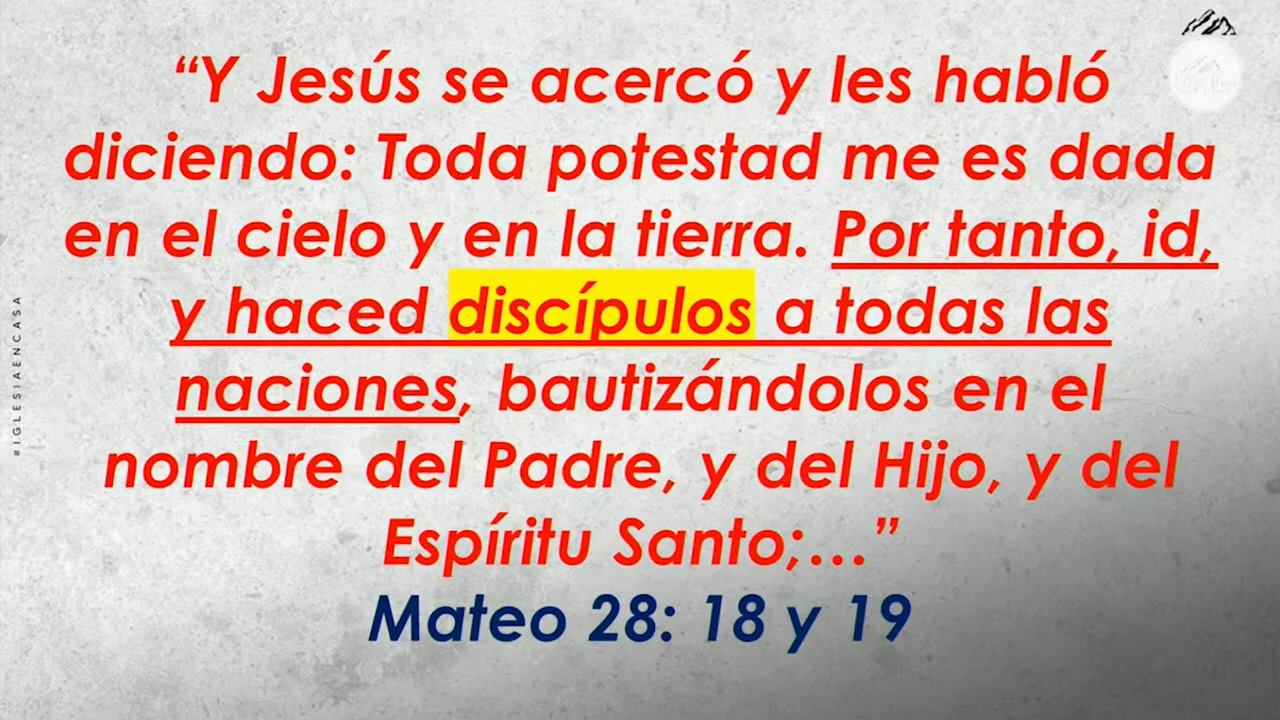 “Y Jesús se acercó y les habló
diciendo: Toda potestad me es dada
en el cielo y en la tierra. Por tanto, id,
y haced discípulos a todas las
naciones, bautizándolos en el
nombre del Padre, y del Hijo, y del
Espíritu Santo;...”
Mateo 28: 18 y 19
#IGLESIAENCASA